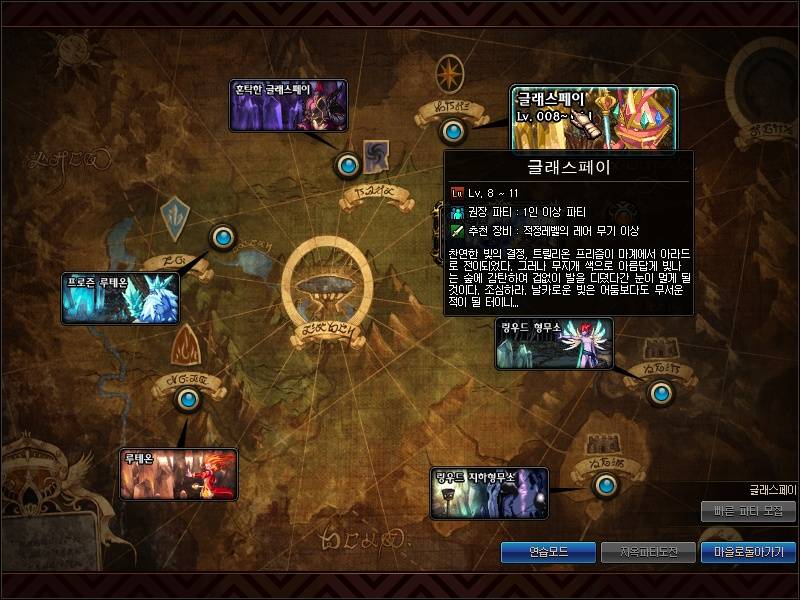 혼탁한 글래스페이
글래스페이
Lv. 008~
글래스페이
Lv. 8 ~ 11
권장 파티 : 1인 이상 파티
추천 장비 : 적정레벨의 레어 무기 이상
찬연한 빛의 결정, 트릴리온 프리즘이 마계에서 아라드
로 전이되었다. 그러나 무지개 색으로 아름답게 빛나
는 숲에 감탄하여 겁없이 발을 디뎠다간 눈이 멀게 될
것이다. 조심하라. 날카로운 빛은 어둠보다도 무서운
적이 될 터이니...
프로즌 루테온
링우드 형무소
루테온
링우드 지하형무소
글래스페이
빠른 파티 모집
연습모드
지옥파티도전
마을로돌아가기